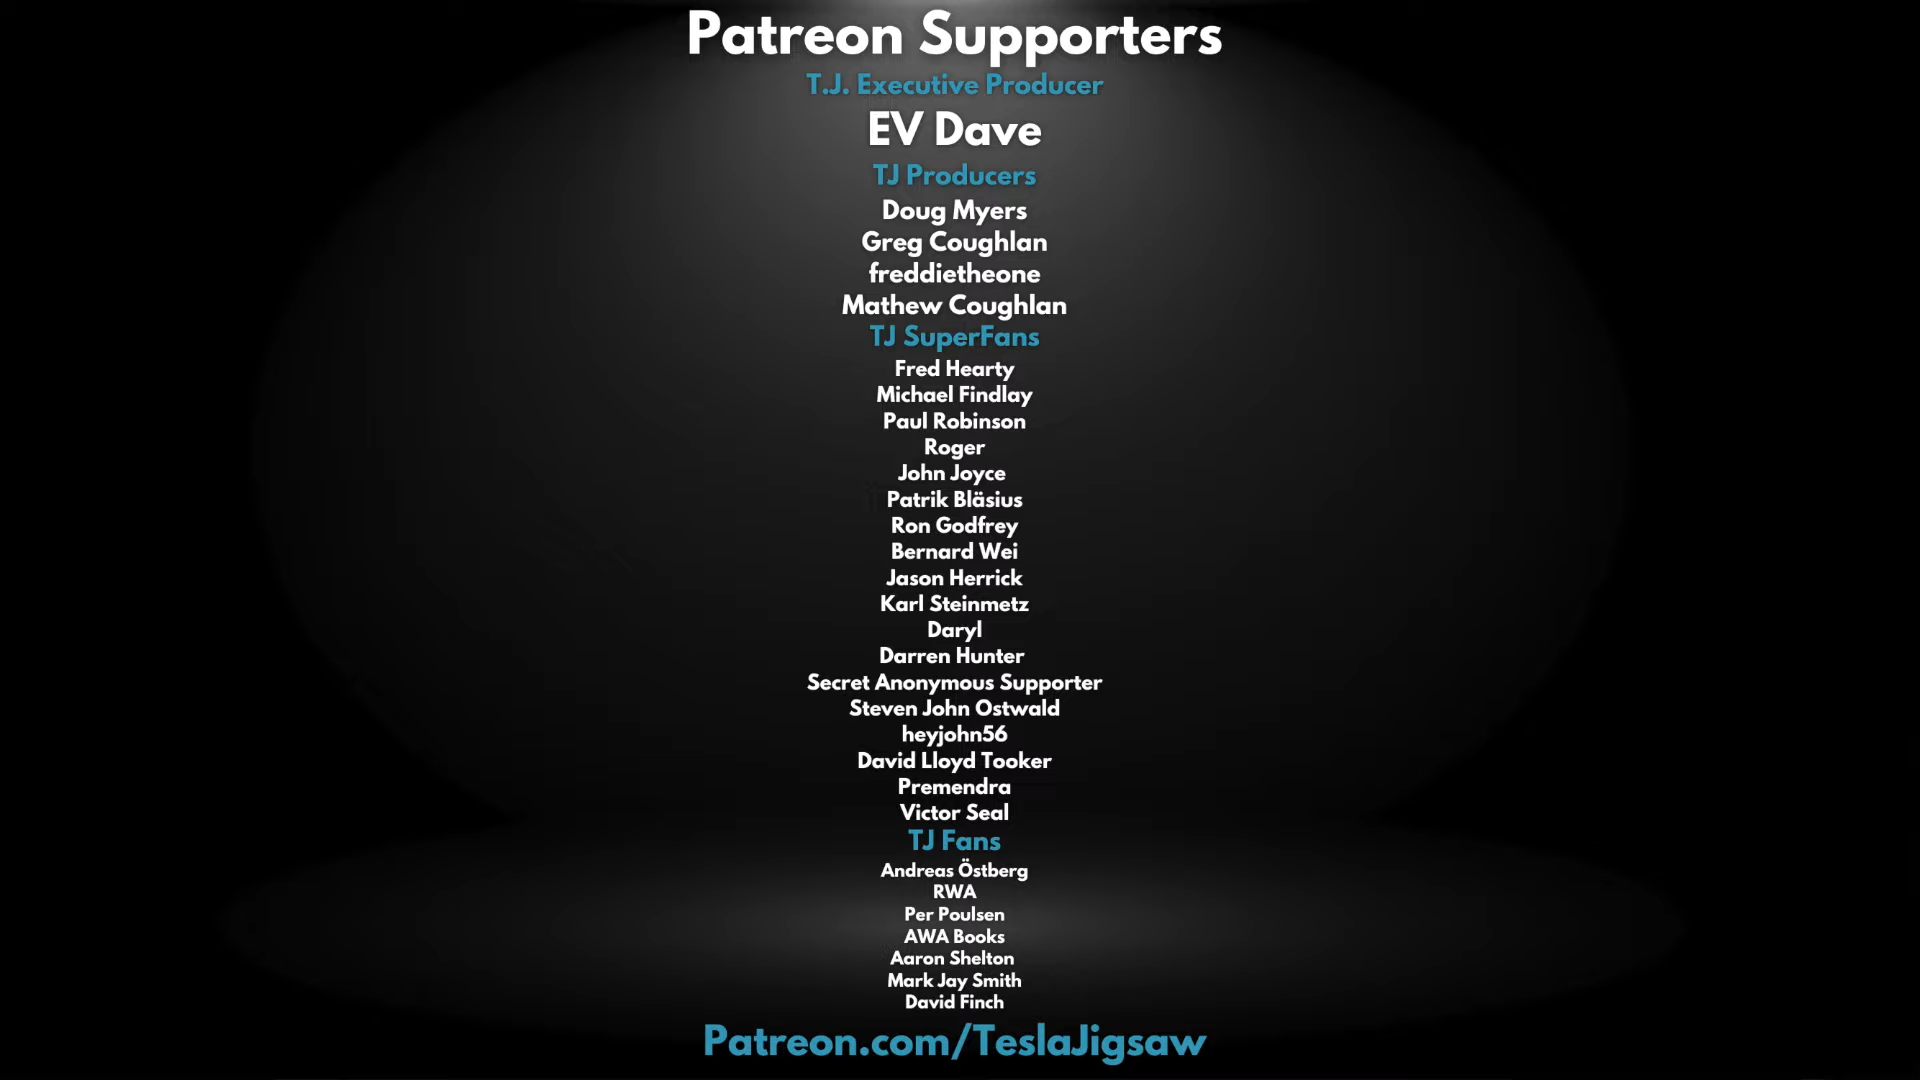 Patreon Supporters
T.J. Executive Producer
EV Dave
TJ Producers
Doug Myers
Greg Coughlan
freddietheone
Mathew Coughlan
TJ SuperFans
Fred Hearty
Michael Findlay
Paul Robinson
Roger
John Joyce
Patrik Bläsius
Ron Godfrey
Bernard Wei
Jason Herrick
Karl Steinmetz
Daryl
Darren Hunter
Secret Anonymous Supporter
Steven John Ostwald
heyjohn56
David Lloyd Tooker
Premendra
Victor Seal
TJ Fans
Andreas Östberg
RWA
Per Poulsen
AWA Books
Aaron Shelton
Mark Jay Smith
David Finch
Patreon.com/TeslaJigsaw